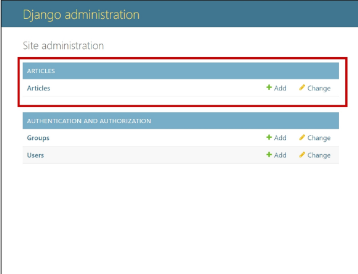 Django administration
Site administration
ARTICLES
Articles Add Change
AUTHENTICATION AND AUTHORIZATION
Groups Add Change
Users Add Change